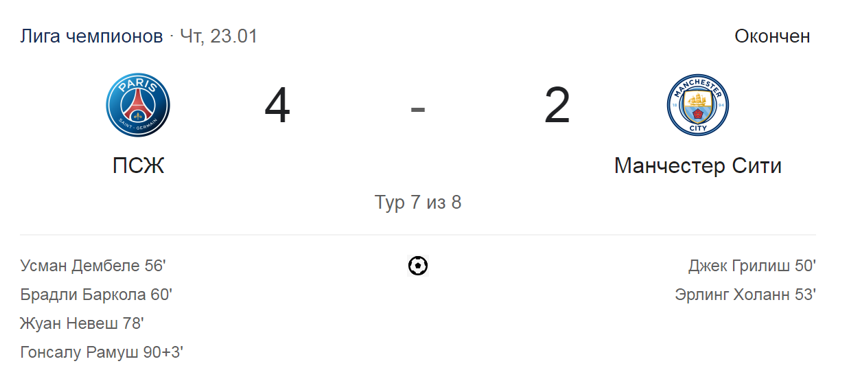 Лига чемпионов · Чт, 23.01 Окончен
PARIS
SAINT-GERMAIN
MANCHESTER
CITY
4 - 2
ПСЖ Манчестер Сити
Тур 7 из 8
Усман Дембеле 56' Джек Грилиш 50'
Брадли Баркола 60' Эрлинг Холанн 53'
Жуан Невеш 78'
Гонсалу Рамуш 90+3'